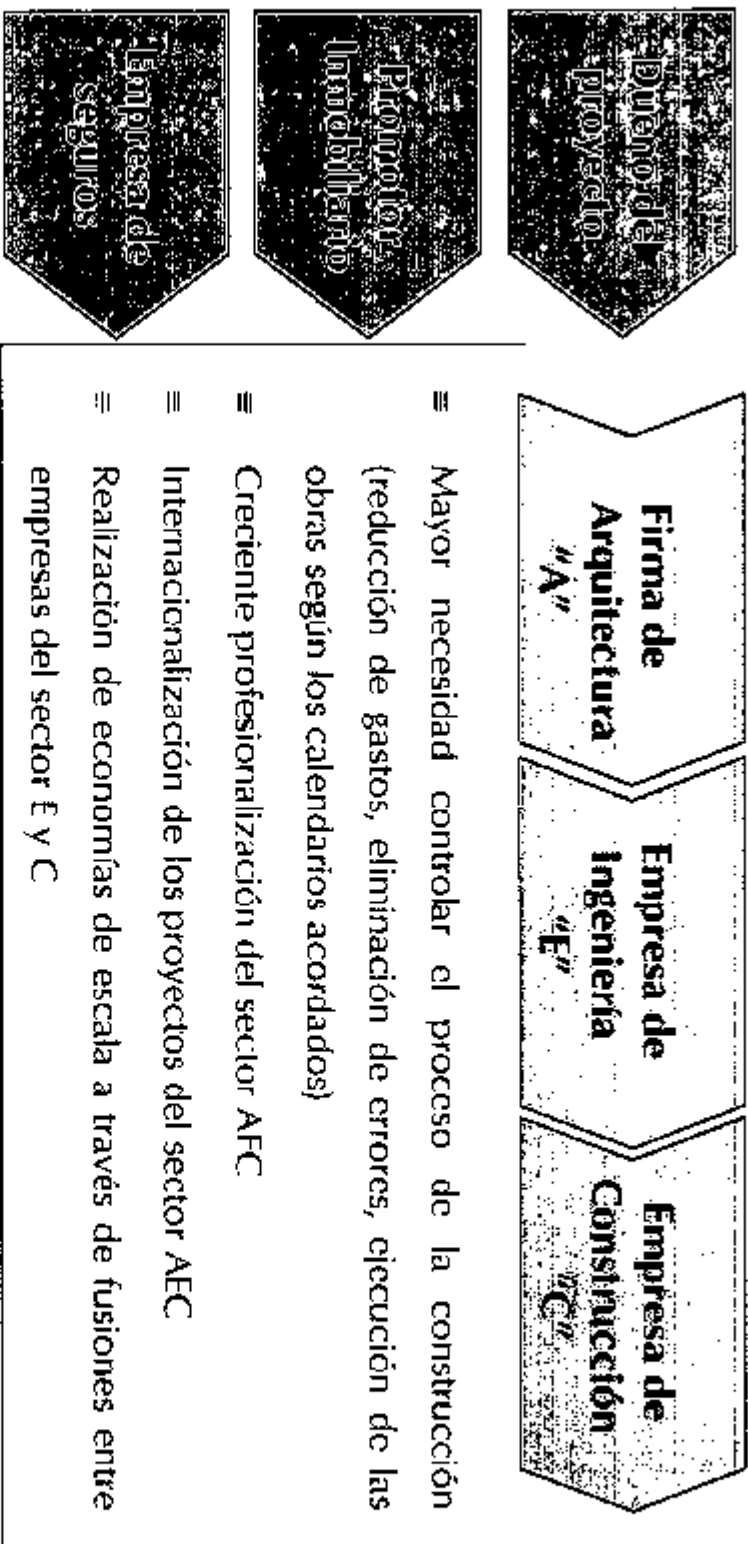 Dueño del
proyecto
Promotor
Inmobiliario
Empresa de
seguros
Firma de
Arquitectura
"A"
Empresa de
Ingeniería
"E"
Empresa de
Construcción
"C"
Mayor necesidad controlar el proceso de la construcción
(reducción de gastos, eliminación de errores, ejecución de las
obras según los calendarios acordados)
Creciente profesionalización del sector AEC
Internacionalización de los proyectos del sector AEC
Realización de economías de escala a través de fusiones entre
empresas del sector E y C